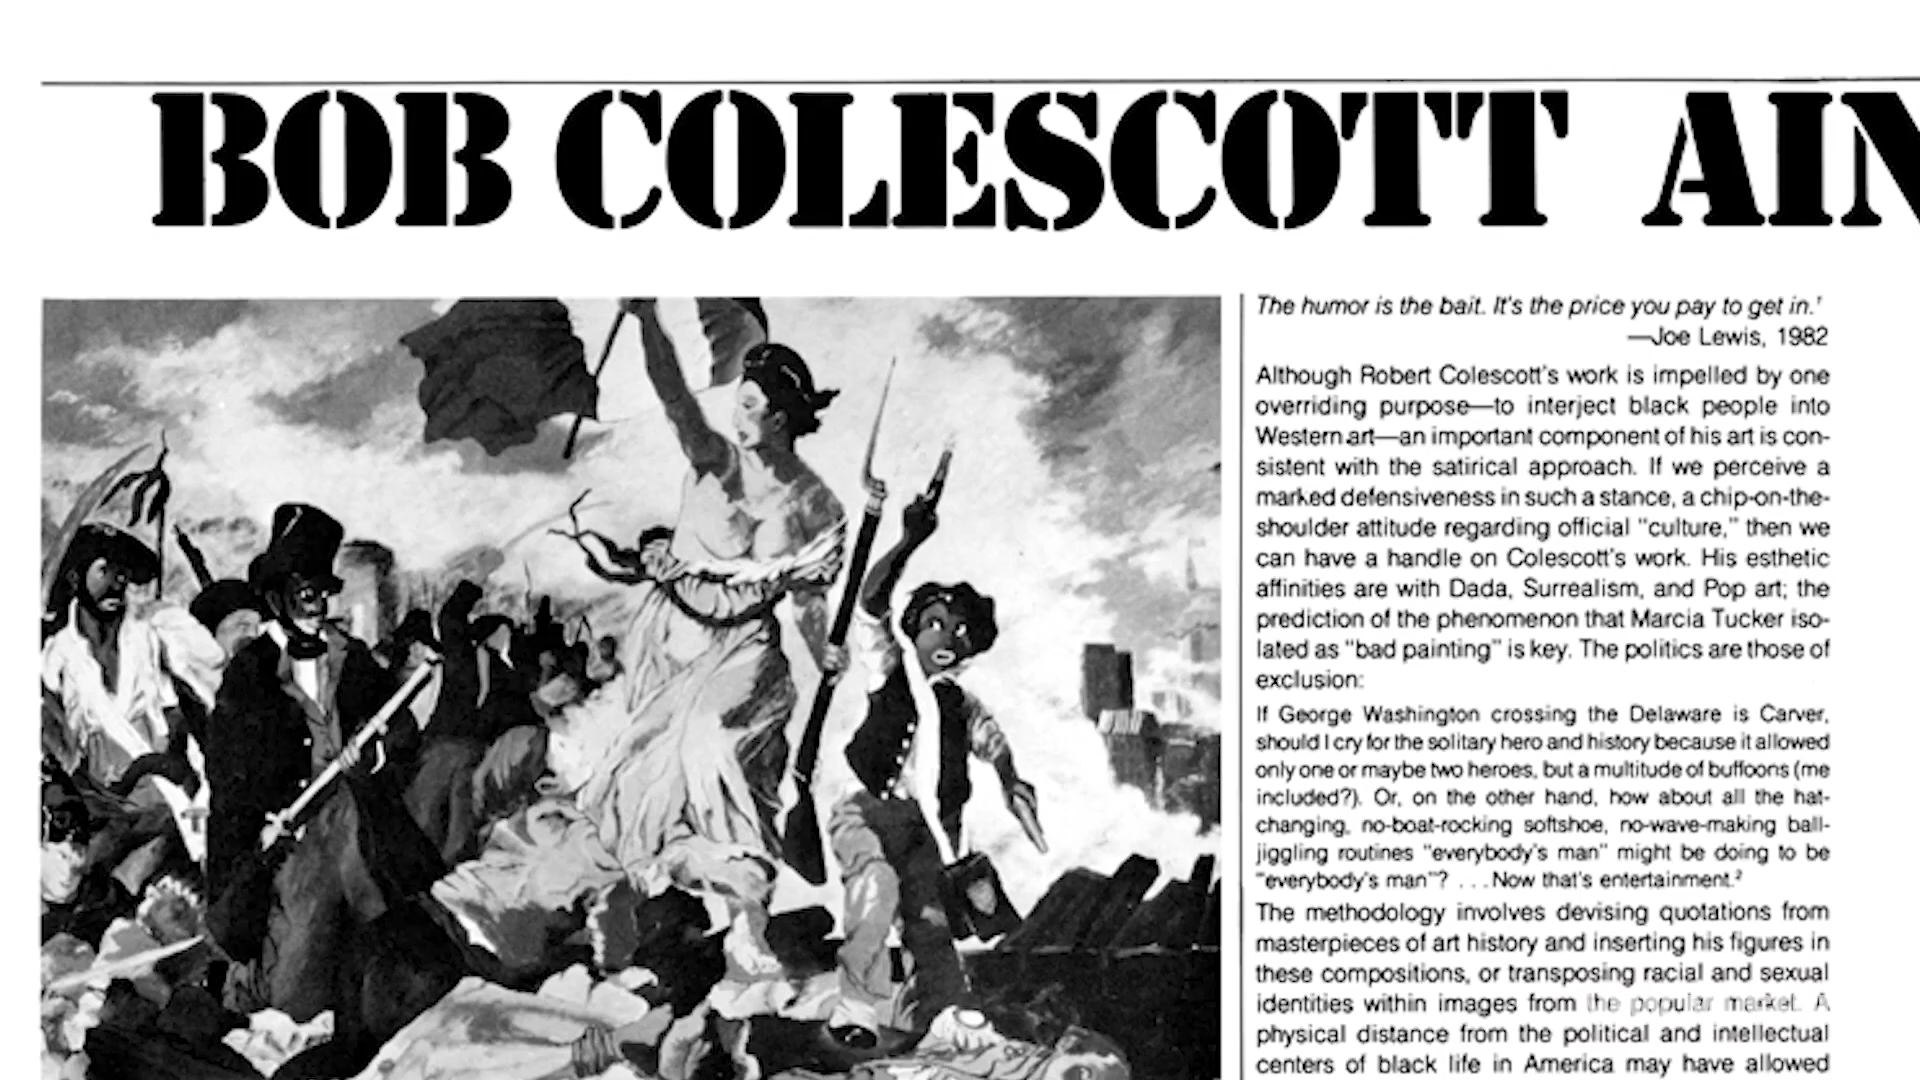 BOB COLESCOTT AIN
The humor is the bait. It's the price you pay to get in.¹
—Joe Lewis, 1982
Although Robert Colescott's work is impelled by one
overriding purpose—to interject black people into
Western art—an important component of his art is con-
sistent with the satirical approach. If we perceive a
marked defensiveness in such a stance, a chip-on-the-
shoulder attitude regarding official "culture," then we
can have a handle on Colescott's work. His esthetic
affinities are with Dada, Surrealism, and Pop art; the
prediction of the phenomenon that Marcia Tucker iso-
lated as "bad painting" is key. The politics are those of
exclusion:
If George Washington crossing the Delaware is Carver,
should I cry for the solitary hero and history because it allowed
only one or maybe two heroes, but a multitude of buffoons (me
included?). Or, on the other hand, how about all the hat-
changing, no-boat-rocking softshoe, no-wave-making ball-
jiggling routines "everybody's man" might be doing to be
"everybody's man"? . . . Now that's entertainment.²
The methodology involves devising quotations from
masterpieces of art history and inserting his figures in
these compositions, or transposing racial and sexual
identities within images from the popular market. A
physical distance from the political and intellectual
centers of black life in America may have allowed